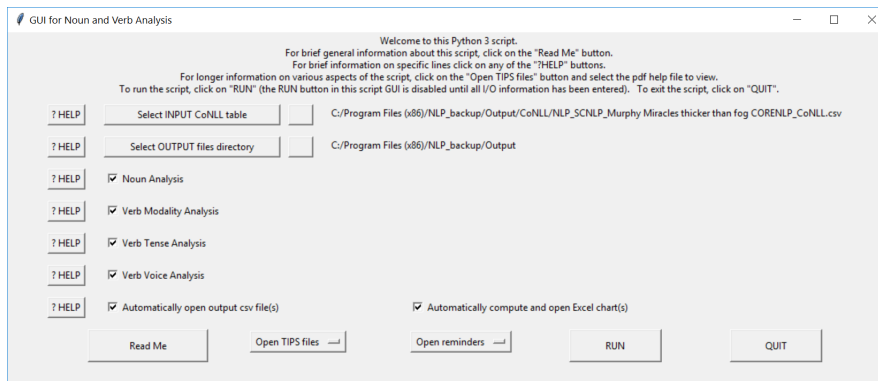 GUI for Noun and Verb Analysis
Welcome to this Python 3 script.
For brief general information about this script, click on the "Read Me" button.
For brief information on specific lines click on any of the "?HELP" buttons.
For longer information on various aspects of the script, click on the "Open TIPS files" button and select the pdf help file to view.
To run the script, click on "RUN" (the RUN button in this script GUI is disabled until all I/O information has been entered). To exit the script, click on "QUIT".
? HELP Select INPUT CoNLL table C:/Program Files (x86)/NLP_backup/Output/CoNLL/NLP_SCNLP_Murphy Miracles thicker than fog CORENLP_CoNLL.csv
? HELP Select OUTPUT files directory C:/Program Files (x86)/NLP_backup/Output
? HELP Noun Analysis
? HELP Verb Modality Analysis
? HELP Verb Tense Analysis
? HELP Verb Voice Analysis
? HELP Automatically open output csv file(s) Automatically compute and open Excel chart(s)
Read Me Open TIPS files Open reminders RUN QUIT